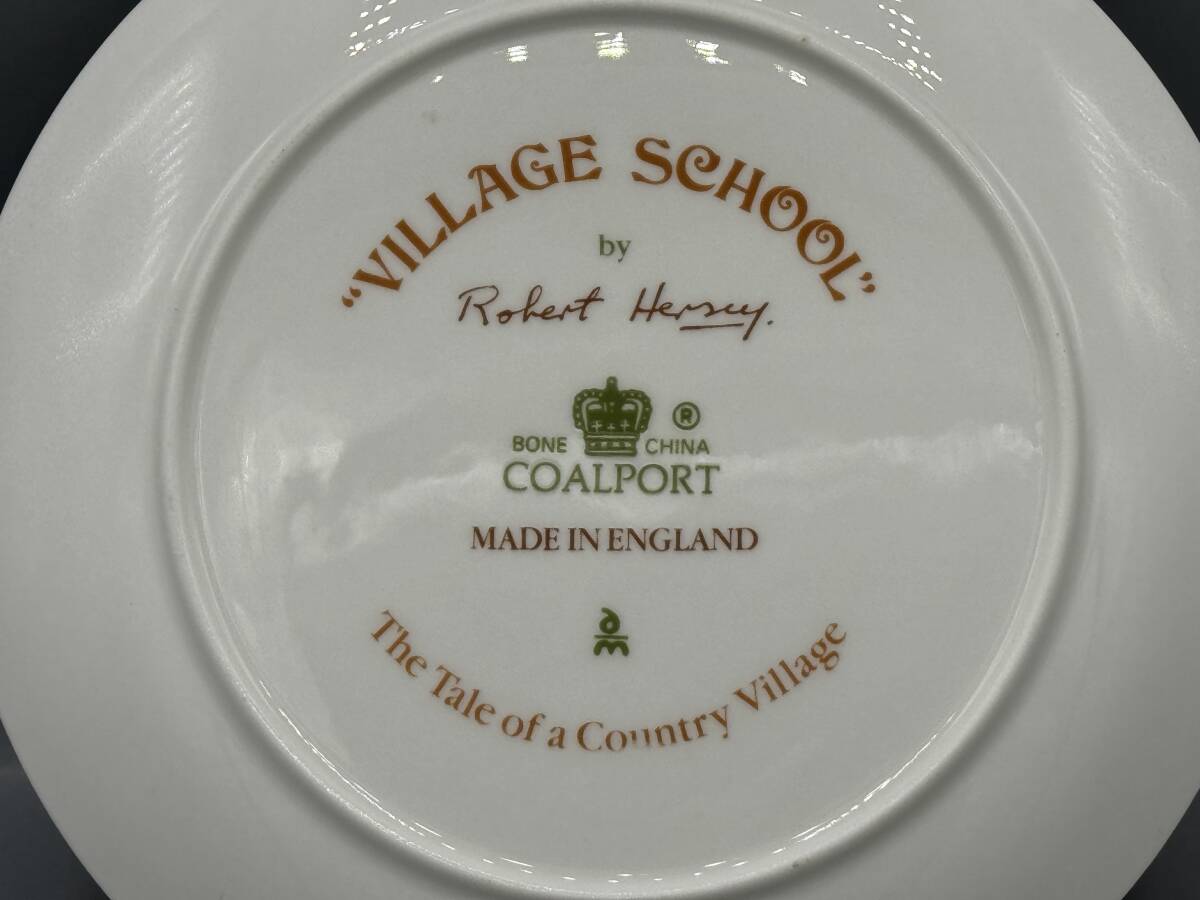 "VILLAGE SCHOOL"
by
Robert Hersey.
®
BONE CHINA
COALPORT
MADE IN ENGLAND
The Tale of a Country Village